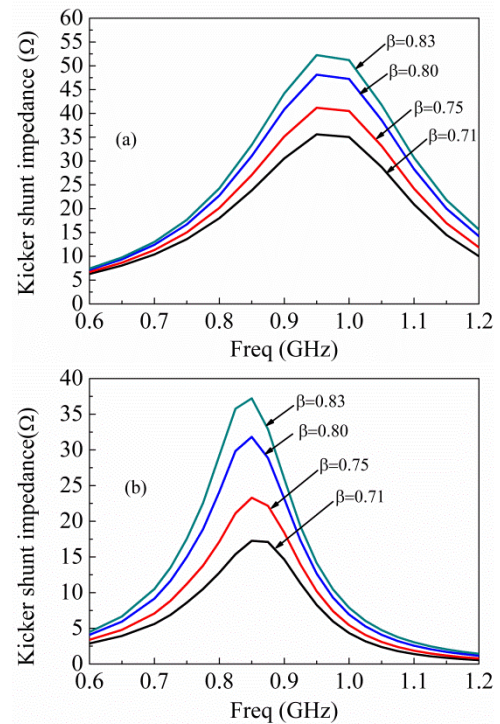 60
55
50
45
40
35
30
25
20
15
10
5
0
Kicker shunt impedance (Ω)
(a)
β=0.83
β=0.80
β=0.75
β=0.71
0.6 0.7 0.8 0.9 1.0 1.1 1.2
Freq (GHz)
40
35
30
25
20
15
10
5
0
Kicker shunt impedance(Ω)
(b)
β=0.83
β=0.80
β=0.75
β=0.71
0.6 0.7 0.8 0.9 1.0 1.1 1.2
Freq (GHz)